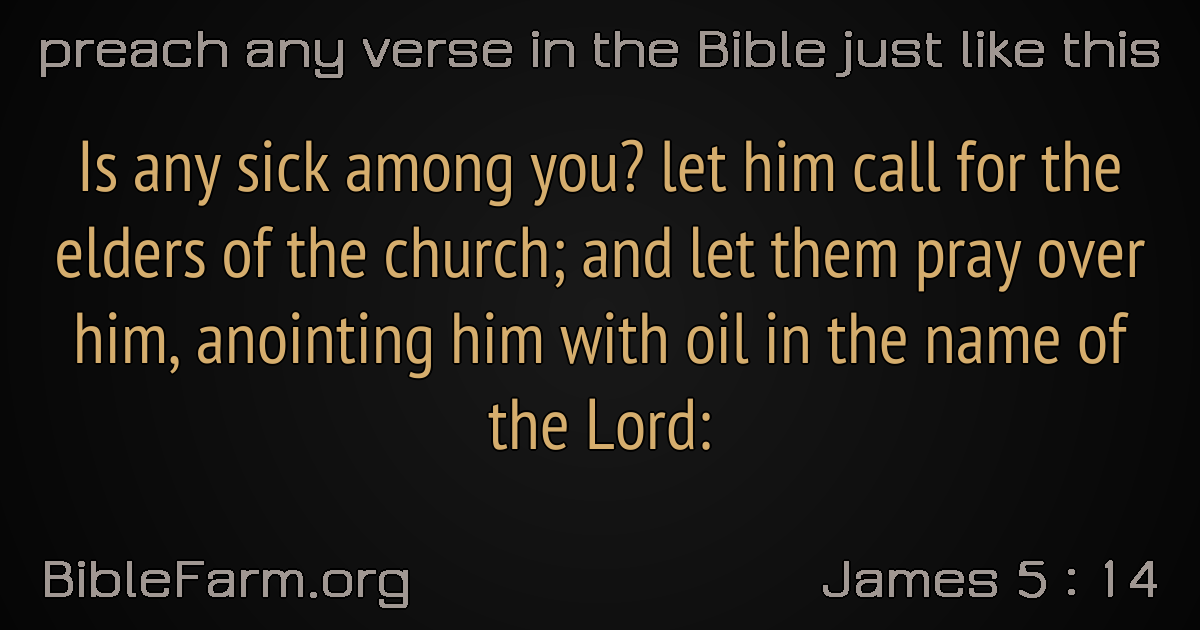 preach any verse in the Bible just like this
Is any sick among you? let him call for the
elders of the church; and let them pray over
him, anointing him with oil in the name of
the Lord:
BibleFarm.org
James 5 : 14